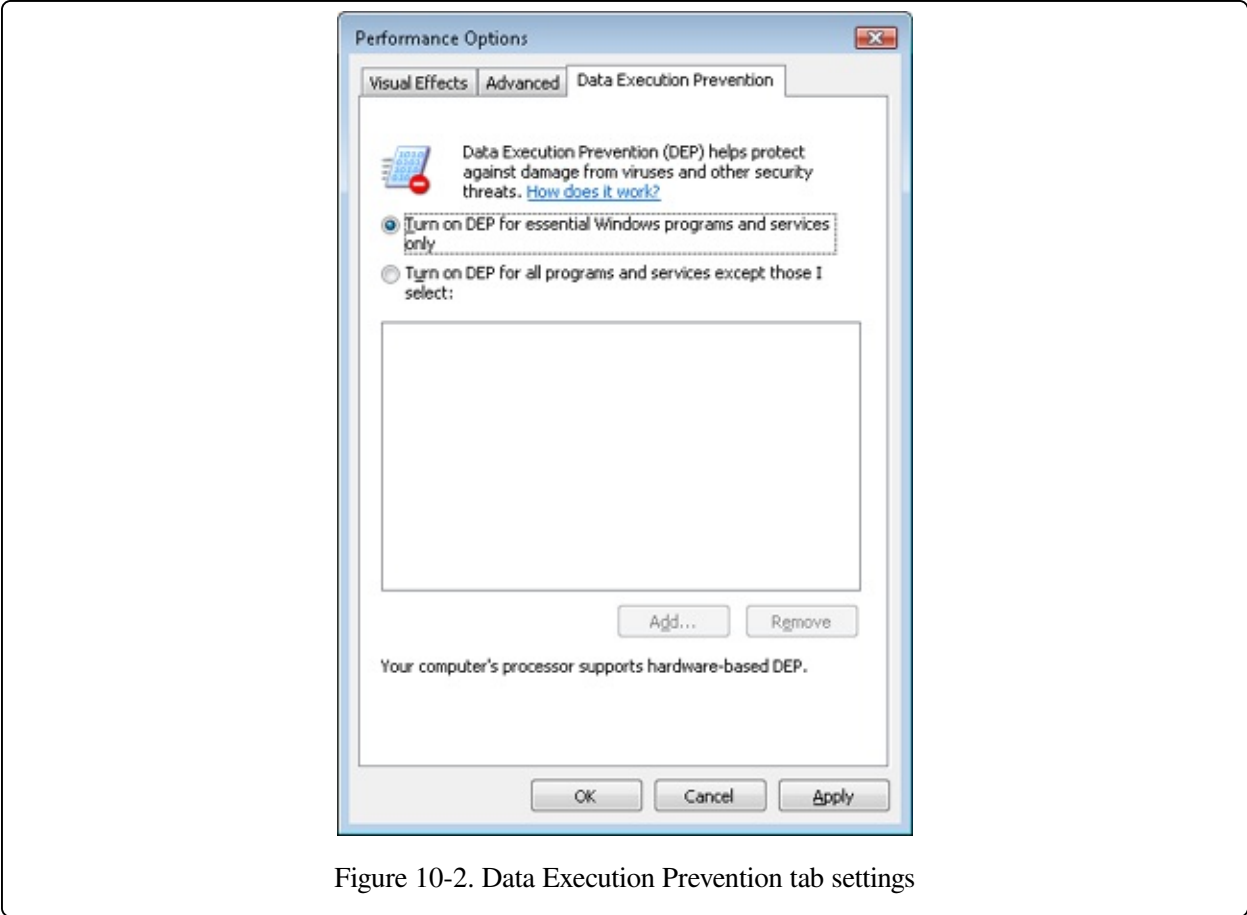 Performance Options
Visual Effects
Advanced
Data Execution Prevention
Data Execution Prevention (DEP) helps protect
against damage from viruses and other security
threats. How does it work?
Turn on DEP for essential Windows programs and services
only
Turn on DEP for all programs and services except those I
select:
Add...
Remove
Your computer's processor supports hardware-based DEP.
OK
Cancel
Apply
Figure 10-2. Data Execution Prevention tab settings